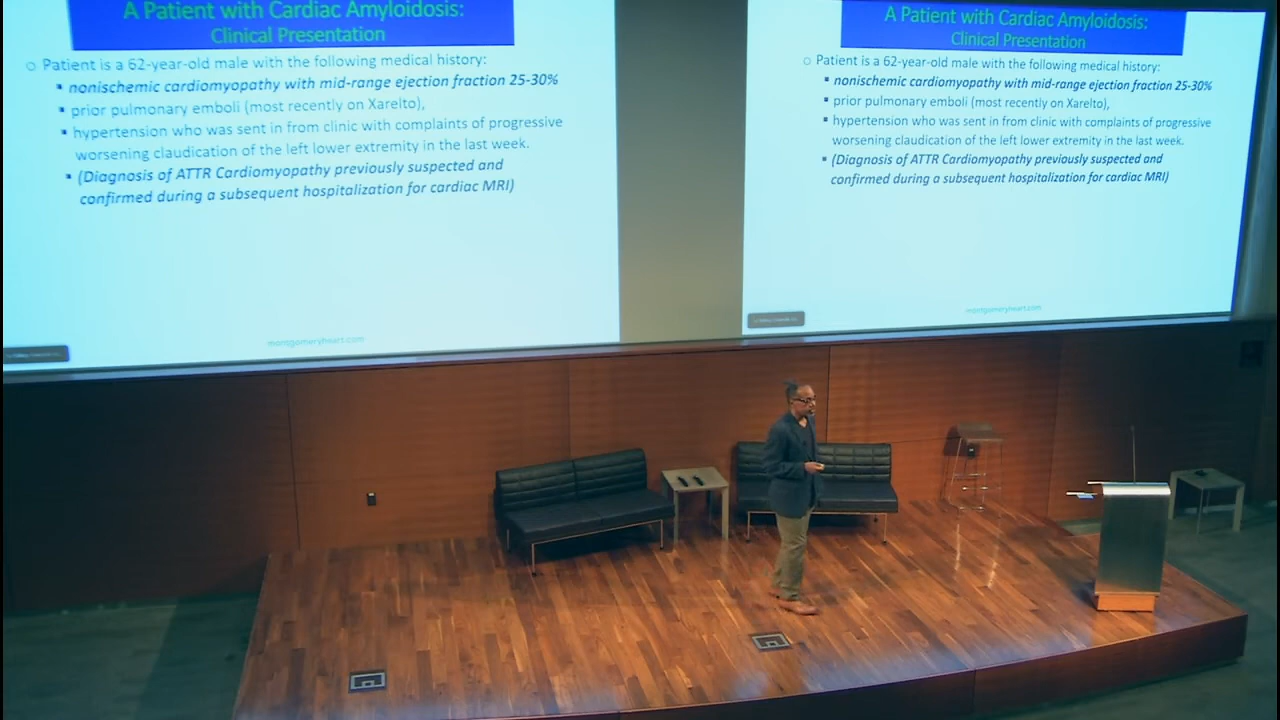 A Patient with Cardiac Amyloidosis:
Clinical Presentation
Patient is a 62-year-old male with the following medical history:
nonischemic cardiomyopathy with mid-range ejection fraction 25-30%
prior pulmonary emboli (most recently on Xarelto),
hypertension who was sent in from clinic with complaints of progressive
worsening claudication of the left lower extremity in the last week.
(Diagnosis of ATTR Cardiomyopathy previously suspected and
confirmed during a subsequent hospitalization for cardiac MRI)
montgomeryheart.com
A Patient with Cardiac Amyloidosis:
Clinical Presentation
Patient is a 62-year-old male with the following medical history:
nonischemic cardiomyopathy with mid-range ejection fraction 25-30%
prior pulmonary emboli (most recently on Xarelto),
hypertension who was sent in from clinic with complaints of progressive
worsening claudication of the left lower extremity in the last week.
(Diagnosis of ATTR Cardiomyopathy previously suspected and
confirmed during a subsequent hospitalization for cardiac MRI)
montgomeryheart.com